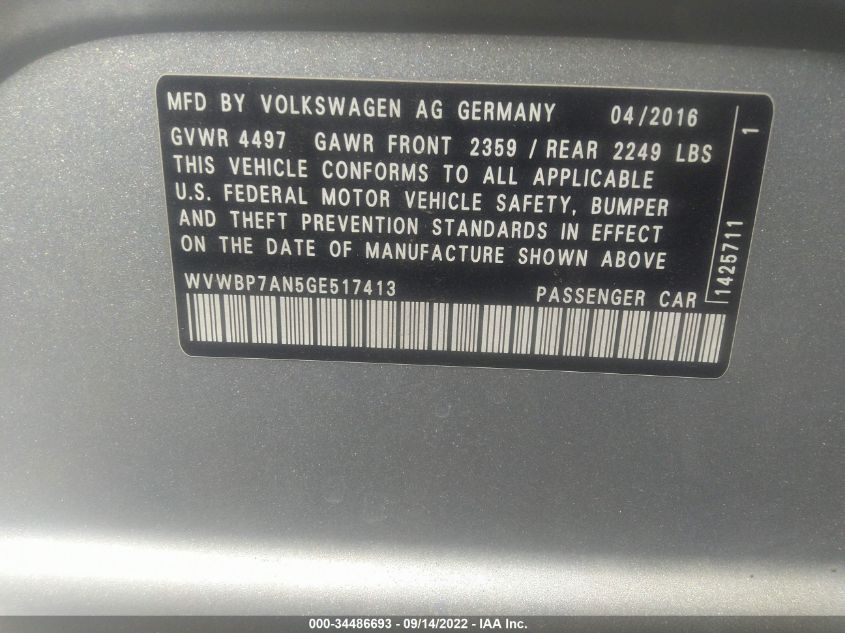 MFD BY VOLKSWAGEN AG GERMANY 04/2016
GVWR 4497 GAWR FRONT 2359 / REAR 2249 LBS
THIS VEHICLE CONFORMS TO ALL APPLICABLE
U.S. FEDERAL MOTOR VEHICLE SAFETY, BUMPER
AND THEFT PREVENTION STANDARDS IN EFFECT
ON THE DATE OF MANUFACTURE SHOWN ABOVE
WVWBP7AN5GE517413 PASSENGER CAR
1425711 1
000-34486693 - 09/14/2022 - IAA Inc.